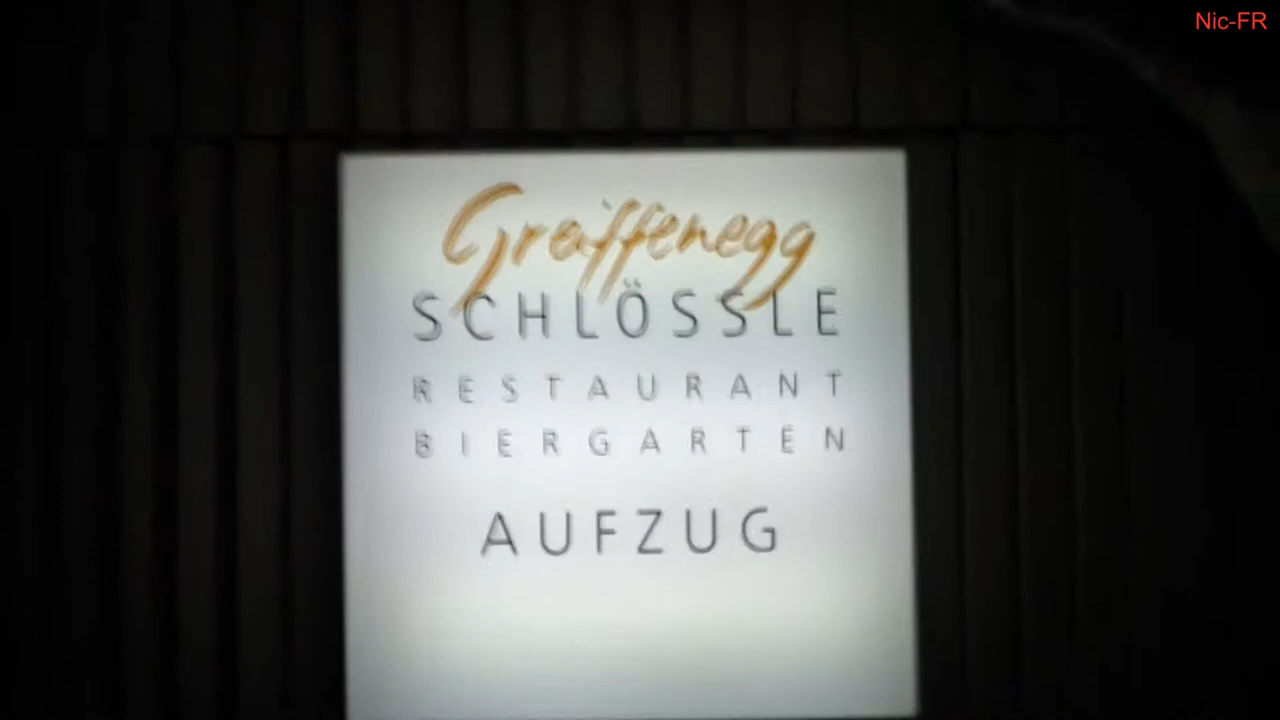 Nic-FR
Greiffenegg
SCHLÖSSLE
RESTAURANT
BIERGARTEN
AUFZUG